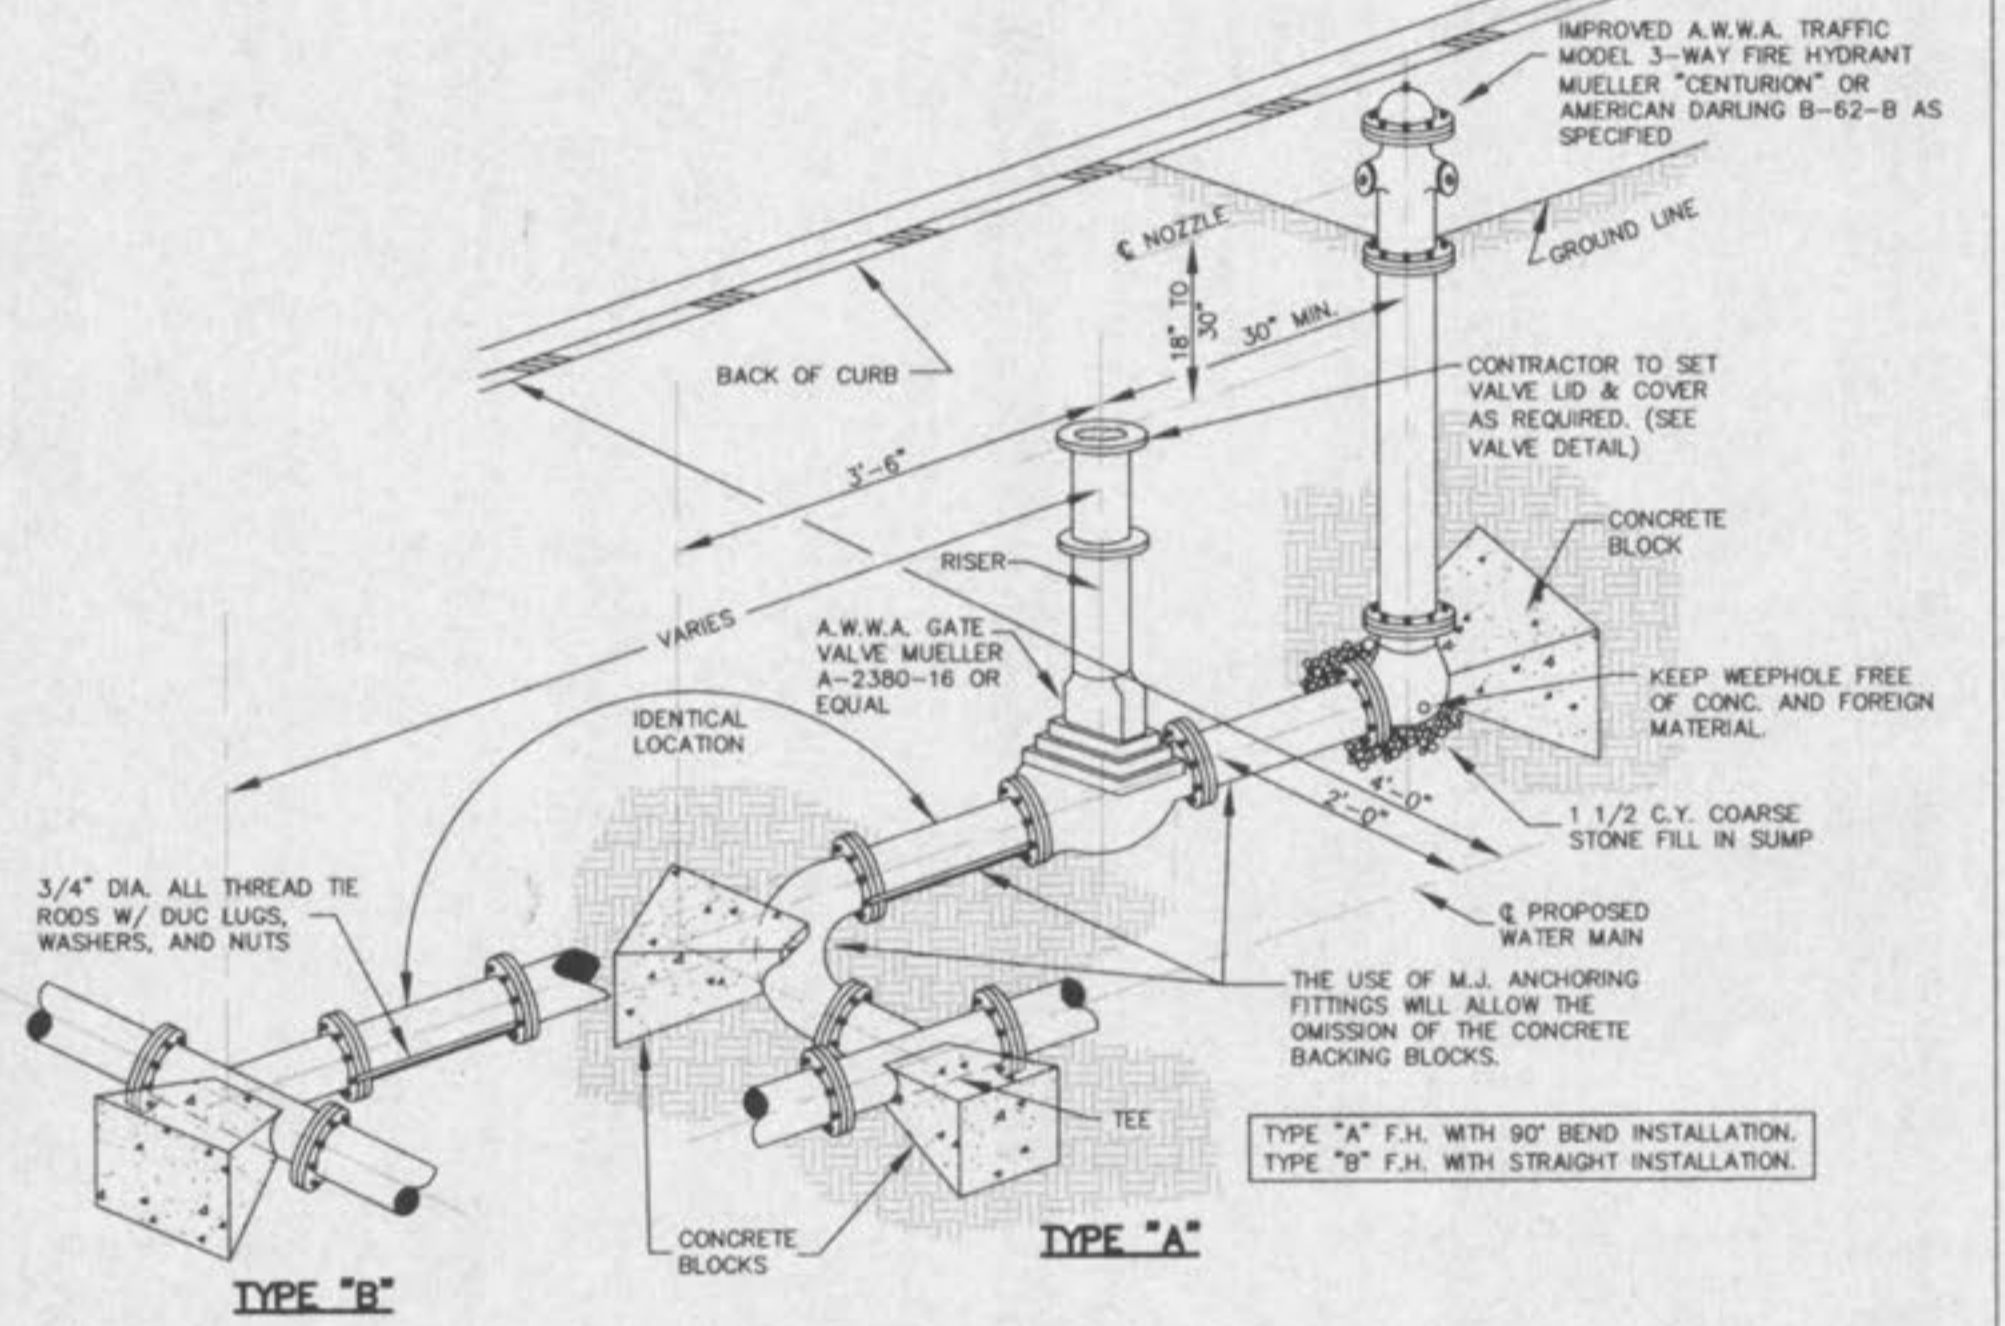 IMPROVED A.W.W.A. TRAFFIC
MODEL 3-WAY FIRE HYDRANT
MUELLER "CENTURION" OR
AMERICAN DARLING B-62-B AS
SPECIFIED
℄ NOZZLE
GROUND LINE
18" TO
30"
30" MIN.
BACK OF CURB
CONTRACTOR TO SET
VALVE LID & COVER
AS REQUIRED. (SEE
VALVE DETAIL)
3'-6"
CONCRETE
BLOCK
RISER
VARIES
A.W.W.A. GATE
VALVE MUELLER
A-2380-16 OR
EQUAL
KEEP WEEPHOLE FREE
OF CONC. AND FOREIGN
MATERIAL.
IDENTICAL
LOCATION
4'-0"
2'-0"
1 1/2 C.Y. COARSE
STONE FILL IN SUMP
3/4" DIA. ALL THREAD TIE
RODS W/ DUC LUGS,
WASHERS, AND NUTS
℄ PROPOSED
WATER MAIN
THE USE OF M.J. ANCHORING
FITTINGS WILL ALLOW THE
OMISSION OF THE CONCRETE
BACKING BLOCKS.
TEE
TYPE "A" F.H. WITH 90° BEND INSTALLATION.
TYPE "B" F.H. WITH STRAIGHT INSTALLATION.
CONCRETE
BLOCKS
TYPE "A"
TYPE "B"